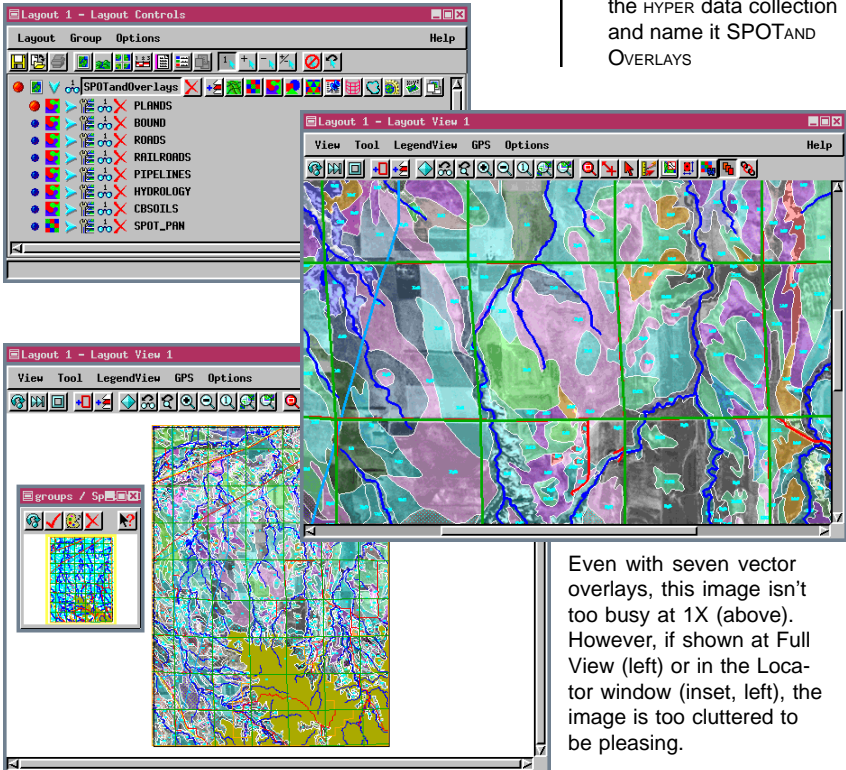 the HYPER data collection
and name it SPOTAND
OVERLAYS
Layout 1 - Layout Controls
Layout Group Options Help
SPOTandOverlays
PLANDS
BOUND
ROADS
RAILROADS
PIPELINES
HYDROLOGY
CBSOILS
SPOT_PAN
Layout 1 - Layout View 1
View Tool LegendView GPS Options Help
Layout 1 - Layout View 1
View Tool LegendView GPS Options
groups / Sp
Even with seven vector
overlays, this image isn't
too busy at 1X (above).
However, if shown at Full
View (left) or in the Loca-
tor window (inset, left), the
image is too cluttered to
be pleasing.